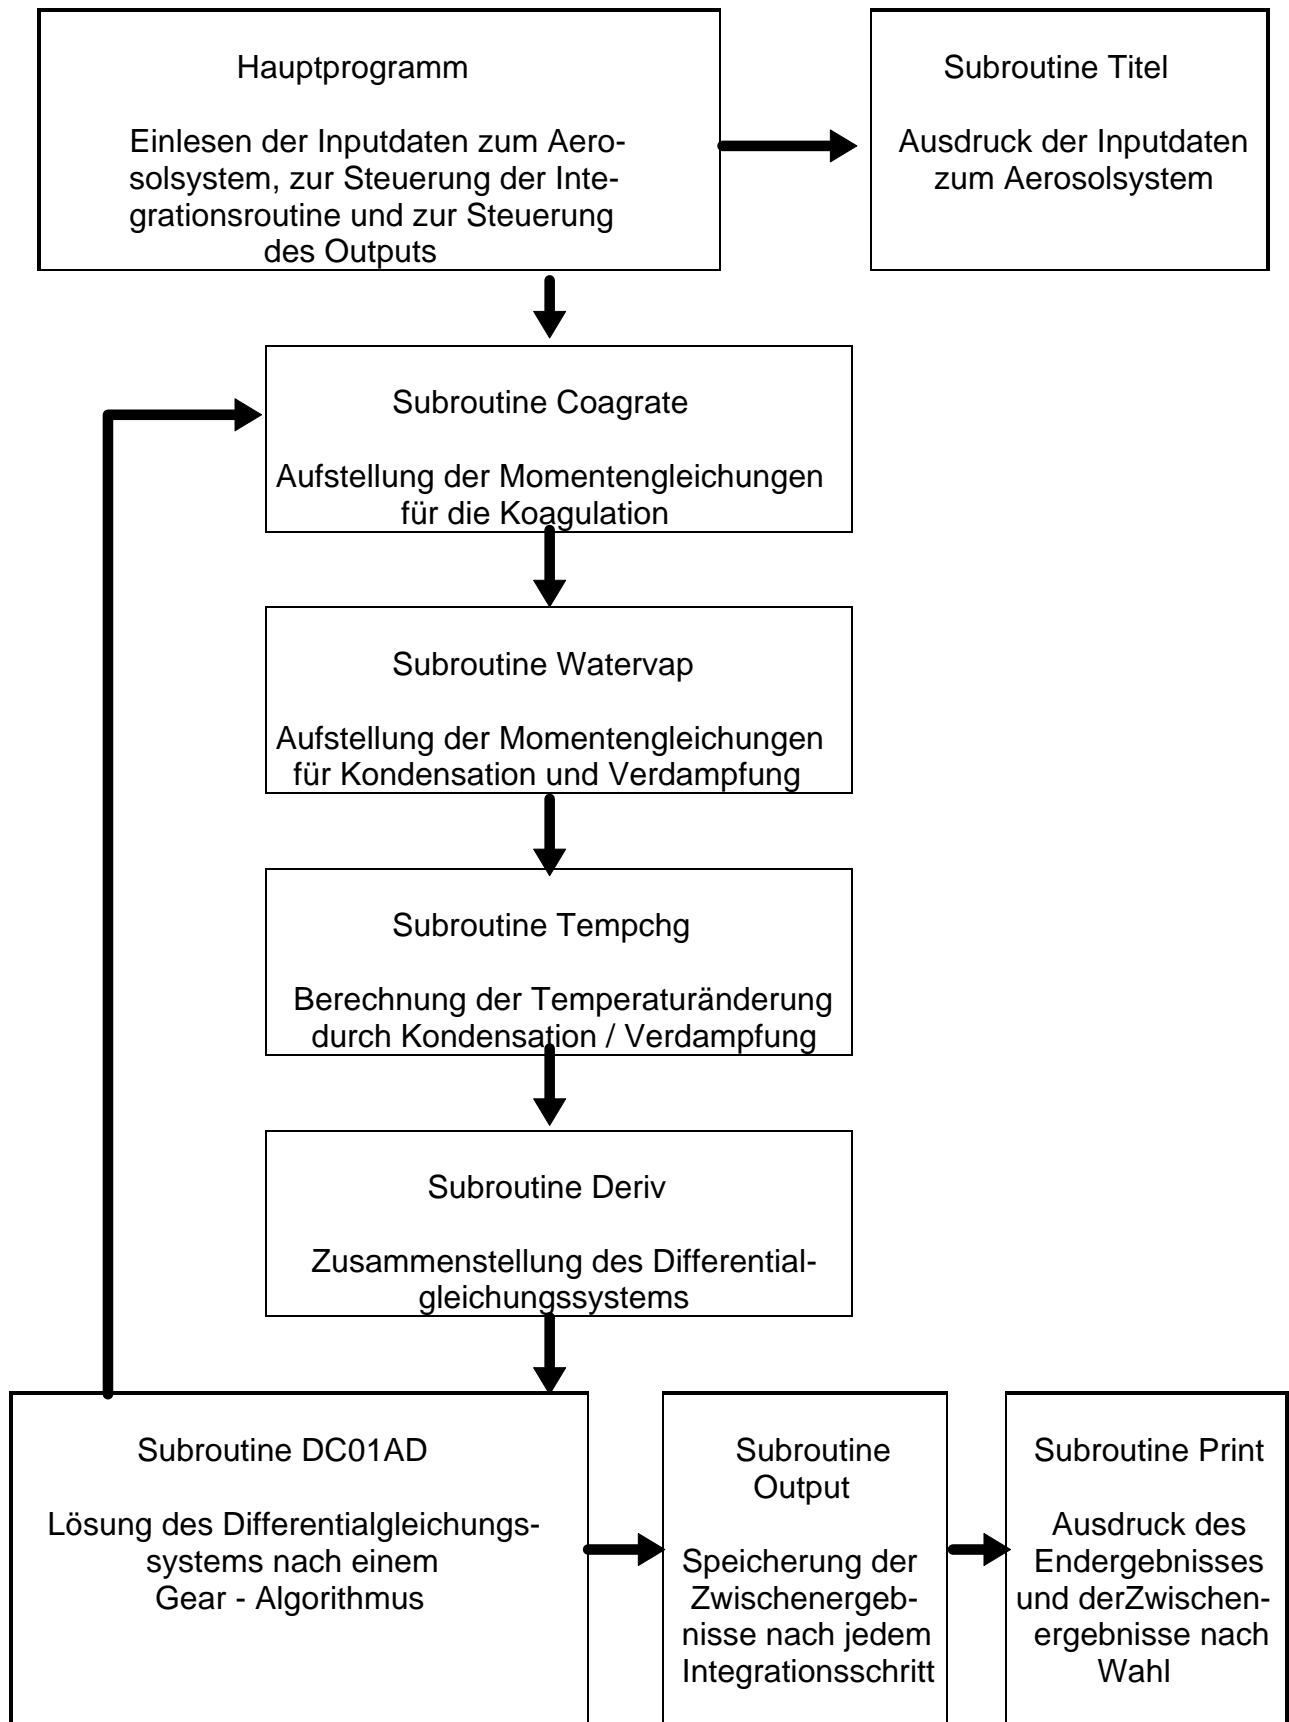 Hauptprogramm
Einlesen der Inputdaten zum Aero-
solsystem, zur Steuerung der Inte-
grationsroutine und zur Steuerung
des Outputs
Subroutine Titel
Ausdruck der Inputdaten
zum Aerosolsystem
Subroutine Coagrate
Aufstellung der Momentengleichungen
für die Koagulation
Subroutine Watervap
Aufstellung der Momentengleichungen
für Kondensation und Verdampfung
Subroutine Tempchg
Berechnung der Temperaturänderung
durch Kondensation / Verdampfung
Subroutine Deriv
Zusammenstellung des Differential-
gleichungssystems
Subroutine DC01AD
Lösung des Differentialgleichungs-
systems nach einem
Gear - Algorithmus
Subroutine
Output
Speicherung der
Zwischenergeb-
nisse nach jedem
Integrationsschritt
Subroutine Print
Ausdruck des
Endergebnisses
und derZwischen-
ergebnisse nach
Wahl